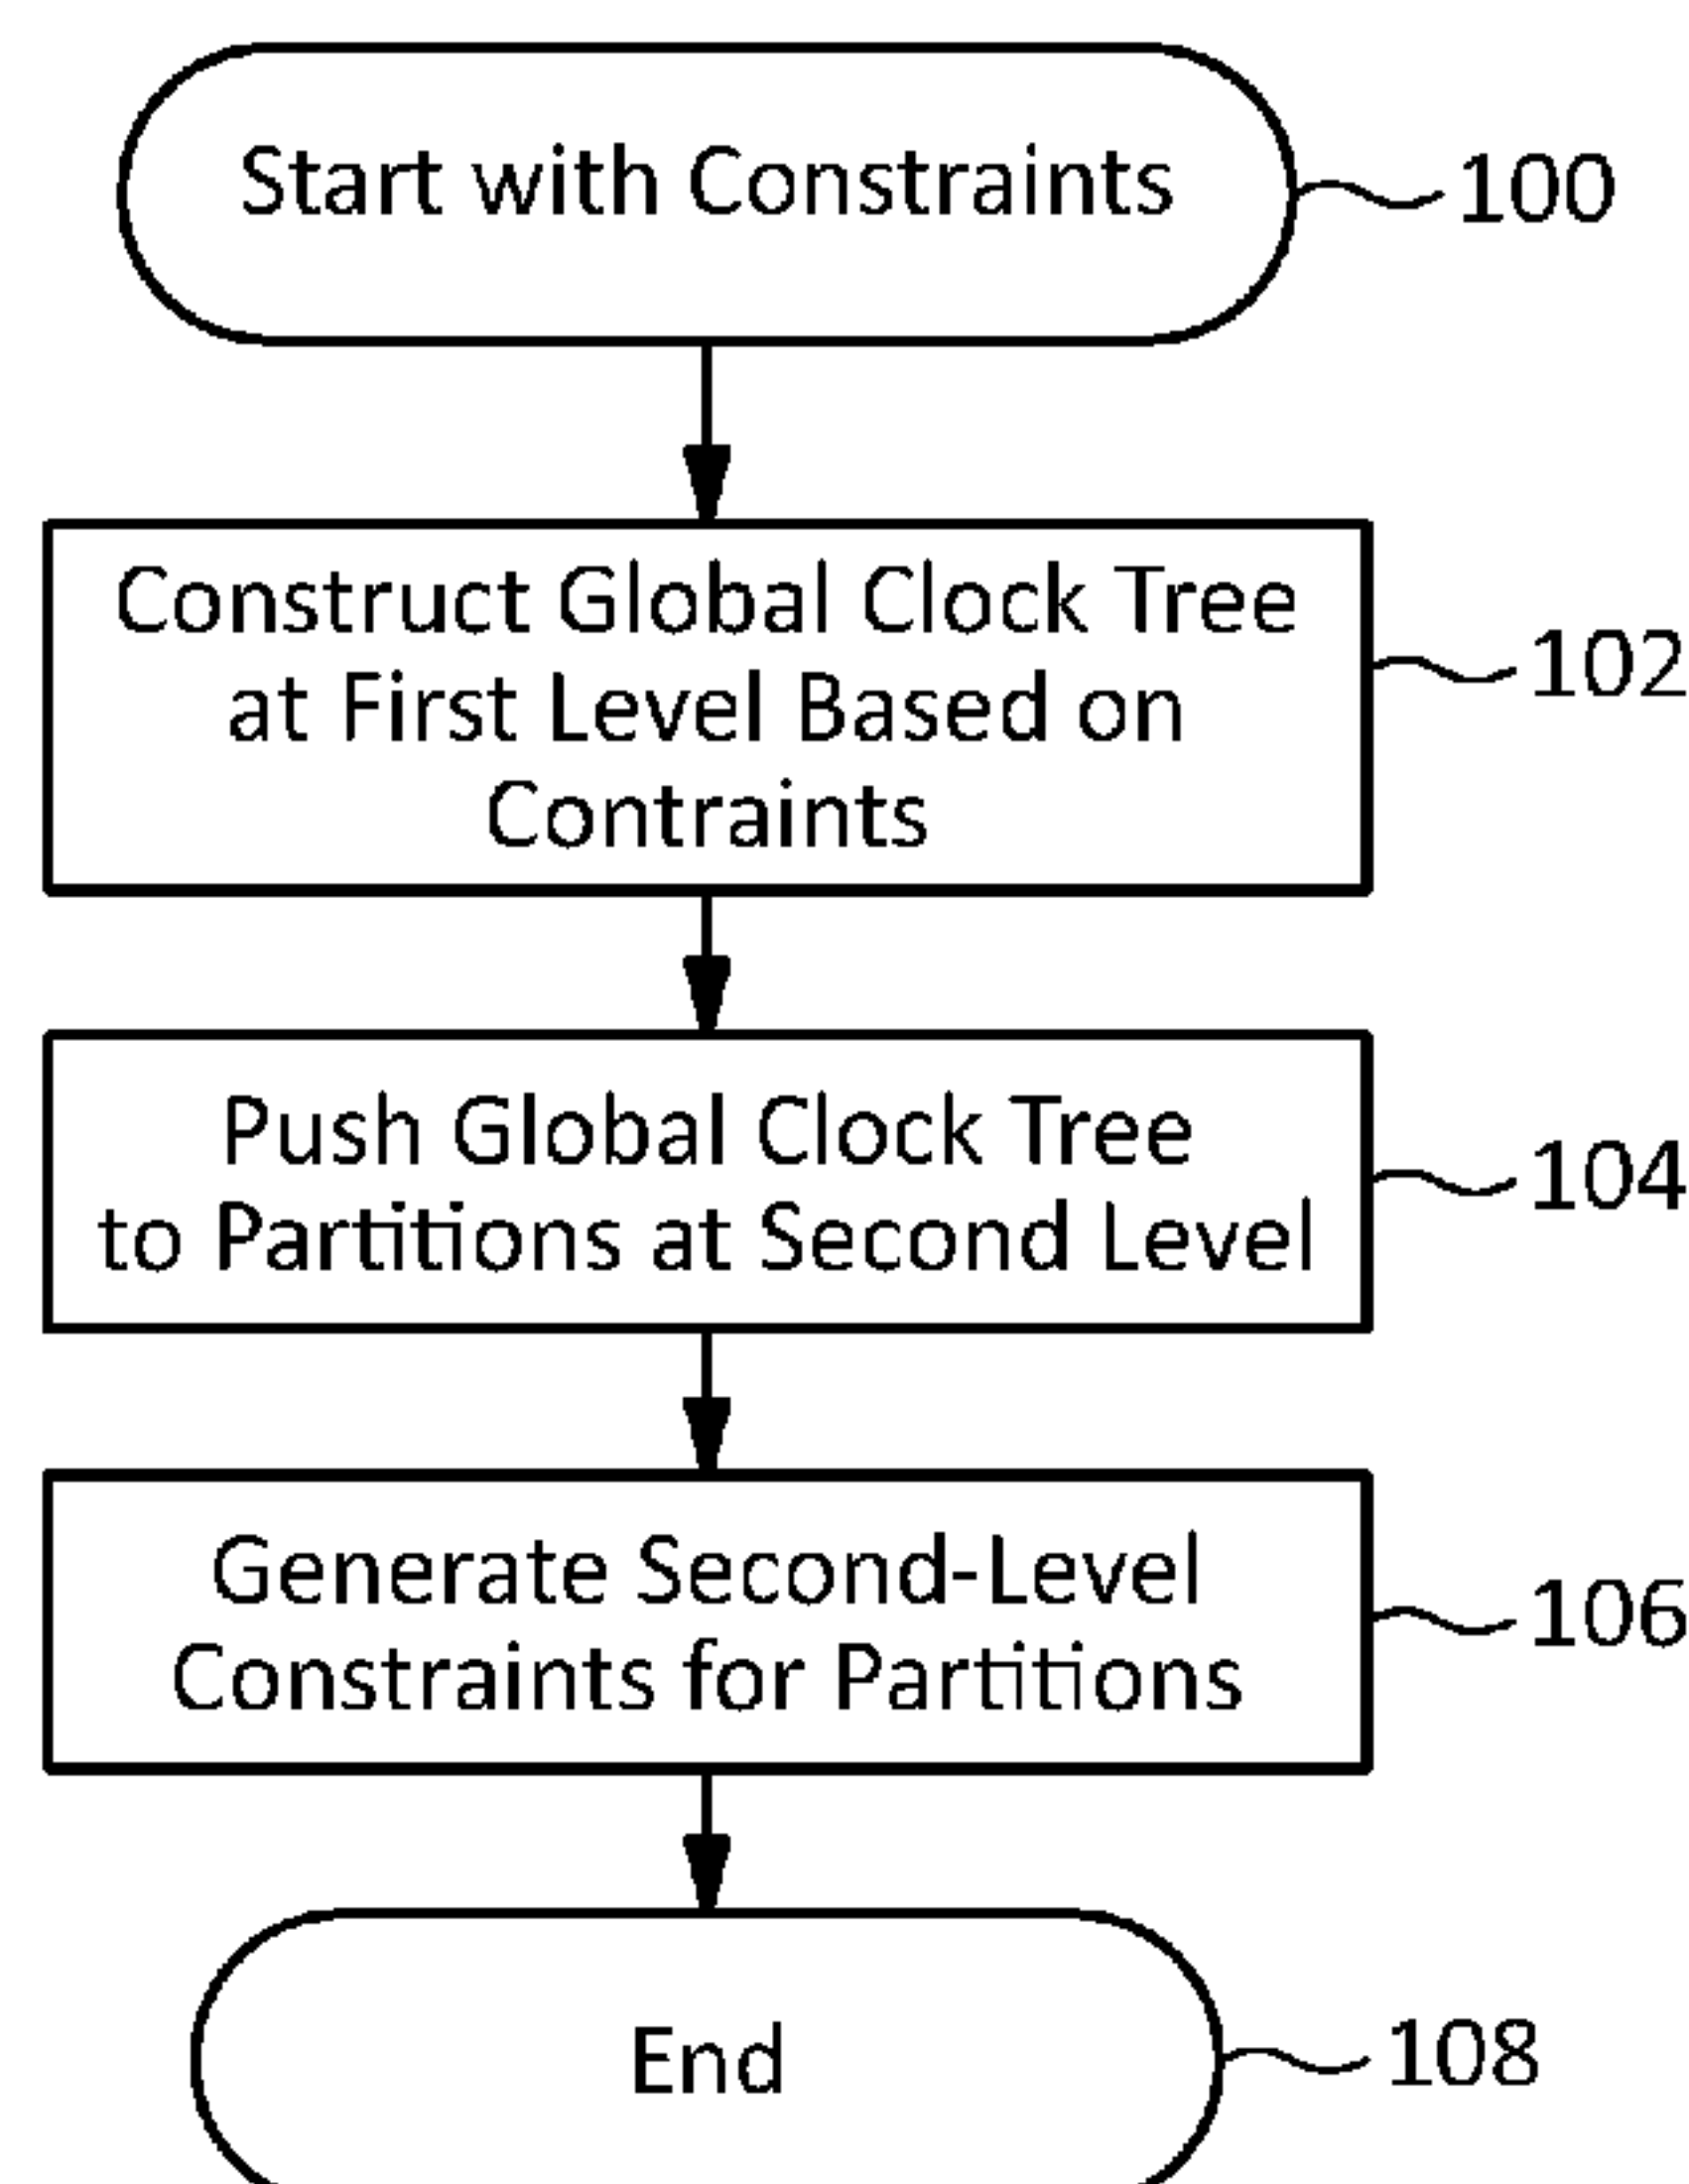 Start with Constraints
100
Construct Global Clock Tree
at First Level Based on
Contraints
102
Push Global Clock Tree
to Partitions at Second Level
104
Generate Second-Level
Constraints for Partitions
106
End
108